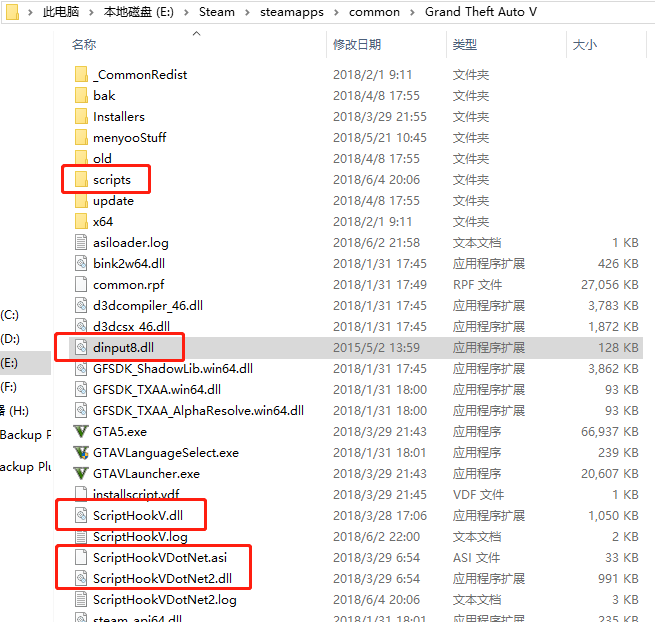 此电脑 › 本地磁盘 (E:) › Steam › steamapps › common › Grand Theft Auto V
名称 修改日期 类型 大小
_CommonRedist 2018/2/1 9:11 文件夹
bak 2018/4/8 17:55 文件夹
Installers 2018/3/29 21:55 文件夹
menyooStuff 2018/5/21 10:45 文件夹
old 2018/4/8 17:55 文件夹
scripts 2018/6/4 20:06 文件夹
update 2018/4/8 17:55 文件夹
x64 2018/2/1 9:11 文件夹
asiloader.log 2018/6/2 21:58 文本文档 1 KB
bink2w64.dll 2018/1/31 17:45 应用程序扩展 426 KB
common.rpf 2018/1/31 17:49 RPF 文件 27,056 KB
d3dcompiler_46.dll 2018/1/31 17:45 应用程序扩展 3,783 KB
(C:)
d3dcsx_46.dll 2018/1/31 17:45 应用程序扩展 1,872 KB
(D:)
dinput8.dll 2015/5/2 13:59 应用程序扩展 128 KB
(E:)
GFSDK_ShadowLib.win64.dll 2018/1/31 17:45 应用程序扩展 3,862 KB
(F:)
GFSDK_TXAA.win64.dll 2018/1/31 18:00 应用程序扩展 93 KB
(H:)
GFSDK_TXAA_AlphaResolve.win64.dll 2018/1/31 18:00 应用程序扩展 93 KB
Backup P
GTA5.exe 2018/3/29 21:43 应用程序 66,937 KB
GTAVLanguageSelect.exe 2018/1/31 18:01 应用程序 239 KB
ackup Plu
GTAVLauncher.exe 2018/3/29 21:43 应用程序 20,607 KB
installscript.vdf 2018/3/29 21:43 VDF 文件 1 KB
ScriptHookV.dll 2018/3/28 17:06 应用程序扩展 1,050 KB
ScriptHookV.log 2018/6/2 22:00 文本文档 2 KB
ScriptHookVDotNet.asi 2018/3/29 6:54 ASI 文件 33 KB
ScriptHookVDotNet2.dll 2018/3/29 6:54 应用程序扩展 991 KB
ScriptHookVDotNet2.log 2018/6/4 20:06 文本文档 3 KB
steam_api64.dll 2018/1/31 18:01 应用程序扩展 235 KB